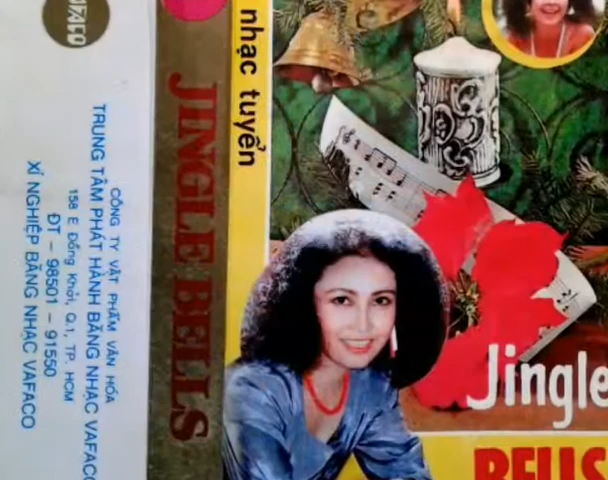 CÔNG TY VẬT PHẨM VĂN HÓA
TRUNG TÂM PHÁT HÀNH BĂNG NHẠC VAFACO
158 E Đồng Khởi, Q.1, TP. HCM
ĐT - 98501 - 91550
XÍ NGHIỆP BĂNG NHẠC VAFACO
JINGLE BELLS
nhạc tuyển
Jingle
BELLS